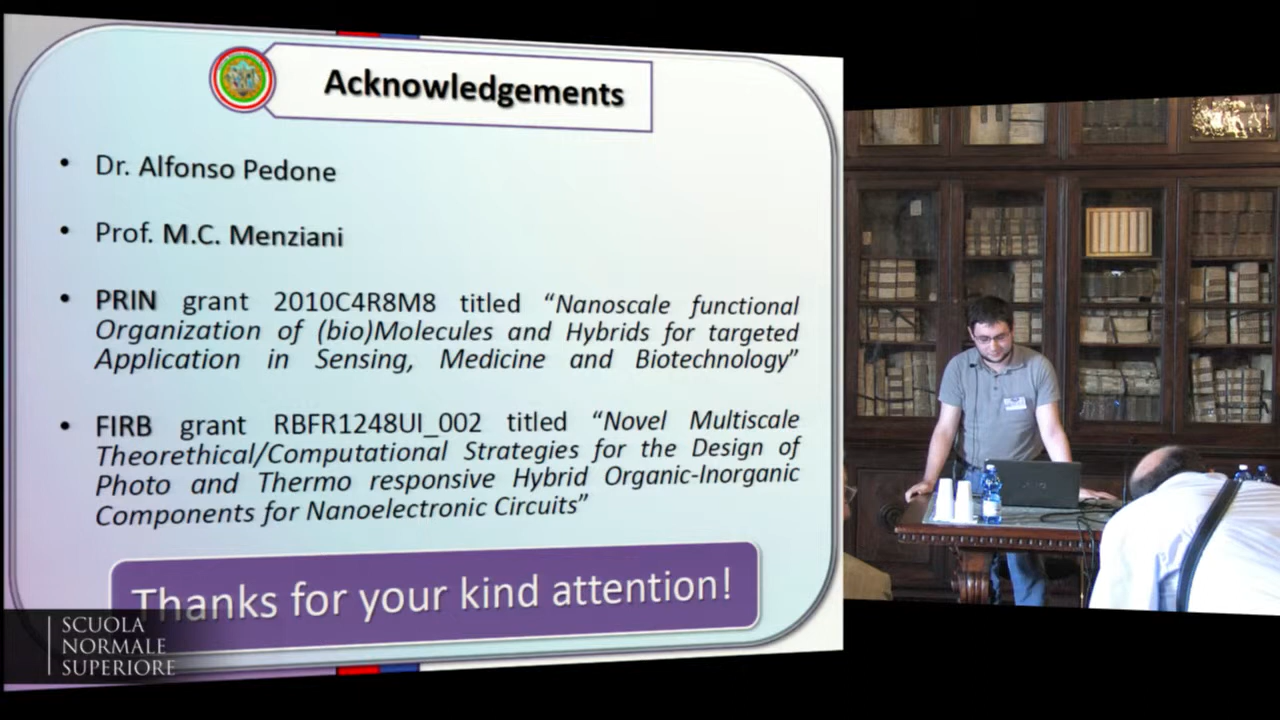 Acknowledgements
• Dr. Alfonso Pedone
• Prof. M.C. Menziani
• PRIN grant 2010C4R8M8 titled “Nanoscale functional
Organization of (bio)Molecules and Hybrids for targeted
Application in Sensing, Medicine and Biotechnology”
• FIRB grant RBFR1248UI_002 titled “Novel Multiscale
Theorethical/Computational Strategies for the Design of
Photo and Thermo responsive Hybrid Organic-Inorganic
Components for Nanoelectronic Circuits”
Thanks for your kind attention!
SCUOLA
NORMALE
SUPERIORE